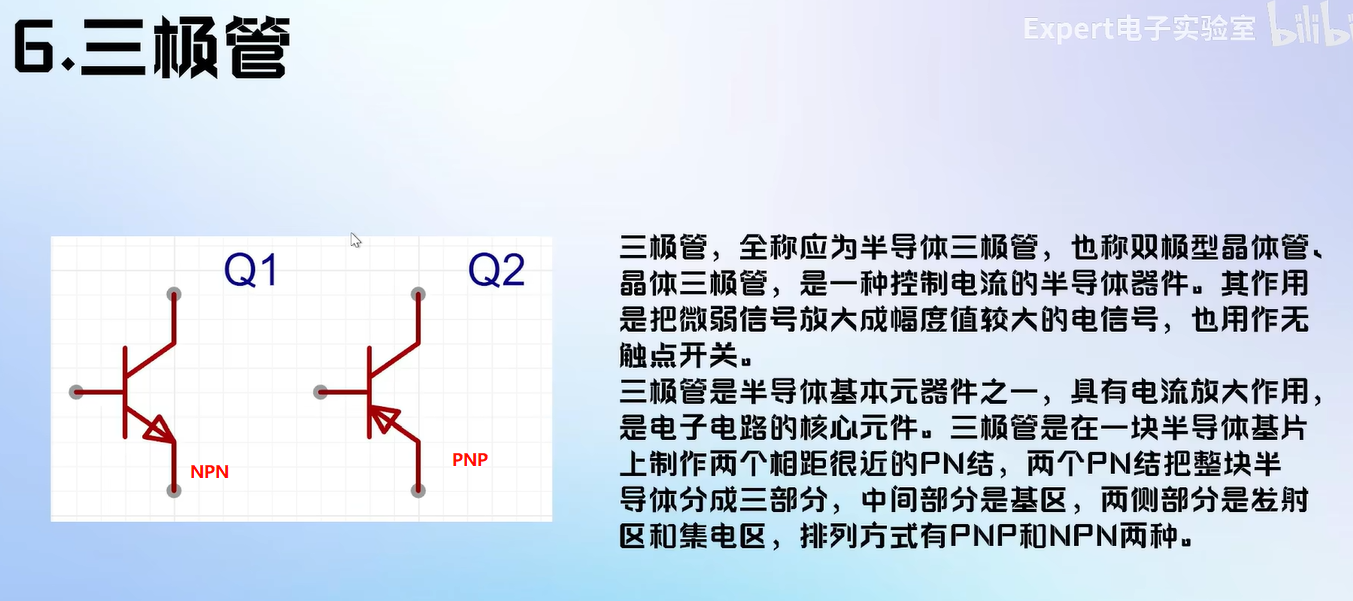 6.三极管
Expert电子实验室
Q1
Q2
NPN
PNP
三极管，全称应为半导体三极管，也称双极型晶体管、
晶体三极管，是一种控制电流的半导体器件。其作用
是把微弱信号放大成幅度值较大的电信号，也用作无
触点开关。
三极管是半导体基本元器件之一，具有电流放大作用，
是电子电路的核心元件。三极管是在一块半导体基片
上制作两个相距很近的PN结，两个PN结把整块半
导体分成三部分，中间部分是基区，两侧部分是发射
区和集电区，排列方式有PNP和NPN两种。